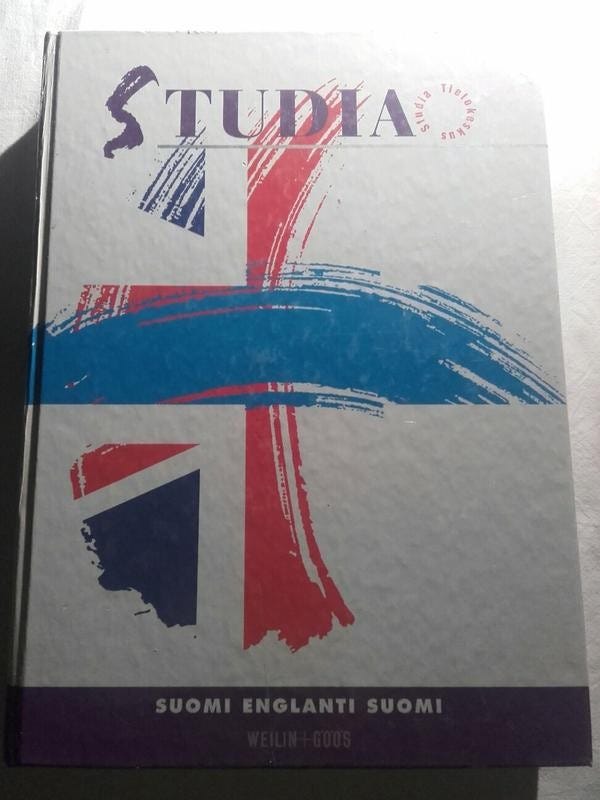 STUDIA
Studia Tietokeskus
SUOMI ENGLANTI SUOMI
WEILIN+GÖÖS